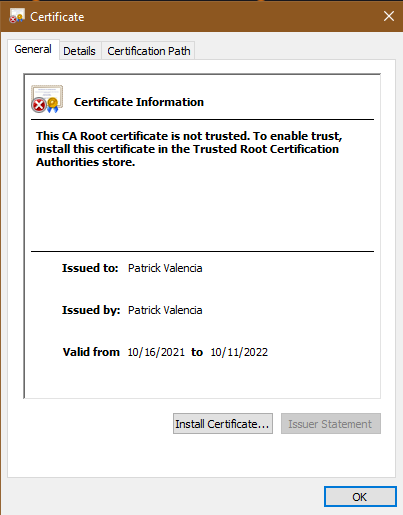 Certificate
General Details Certification Path
Certificate Information
This CA Root certificate is not trusted. To enable trust,
install this certificate in the Trusted Root Certification
Authorities store.
Issued to: Patrick Valencia
Issued by: Patrick Valencia
Valid from 10/16/2021 to 10/11/2022
Install Certificate... Issuer Statement
OK